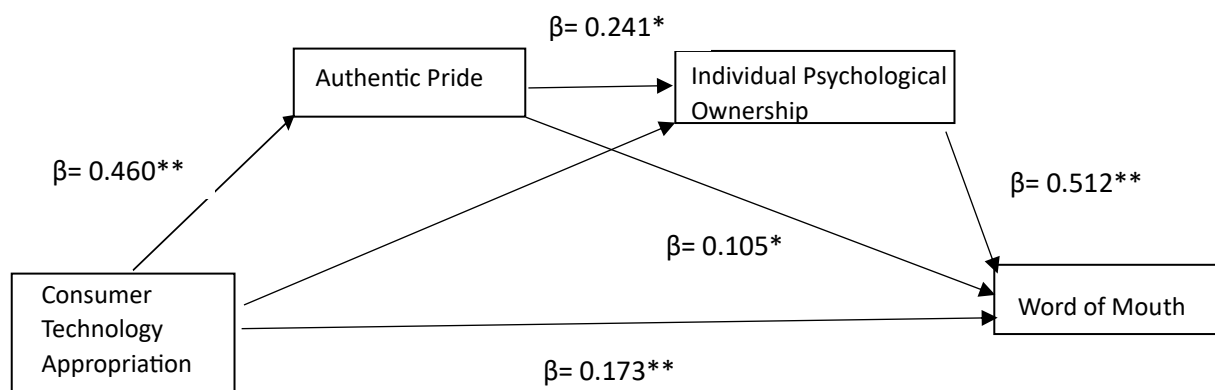 β= 0.241*
Authentic Pride
Individual Psychological
Ownership
β= 0.460**
β= 0.512**
β= 0.105*
Consumer
Technology
Appropriation
Word of Mouth
β= 0.173**